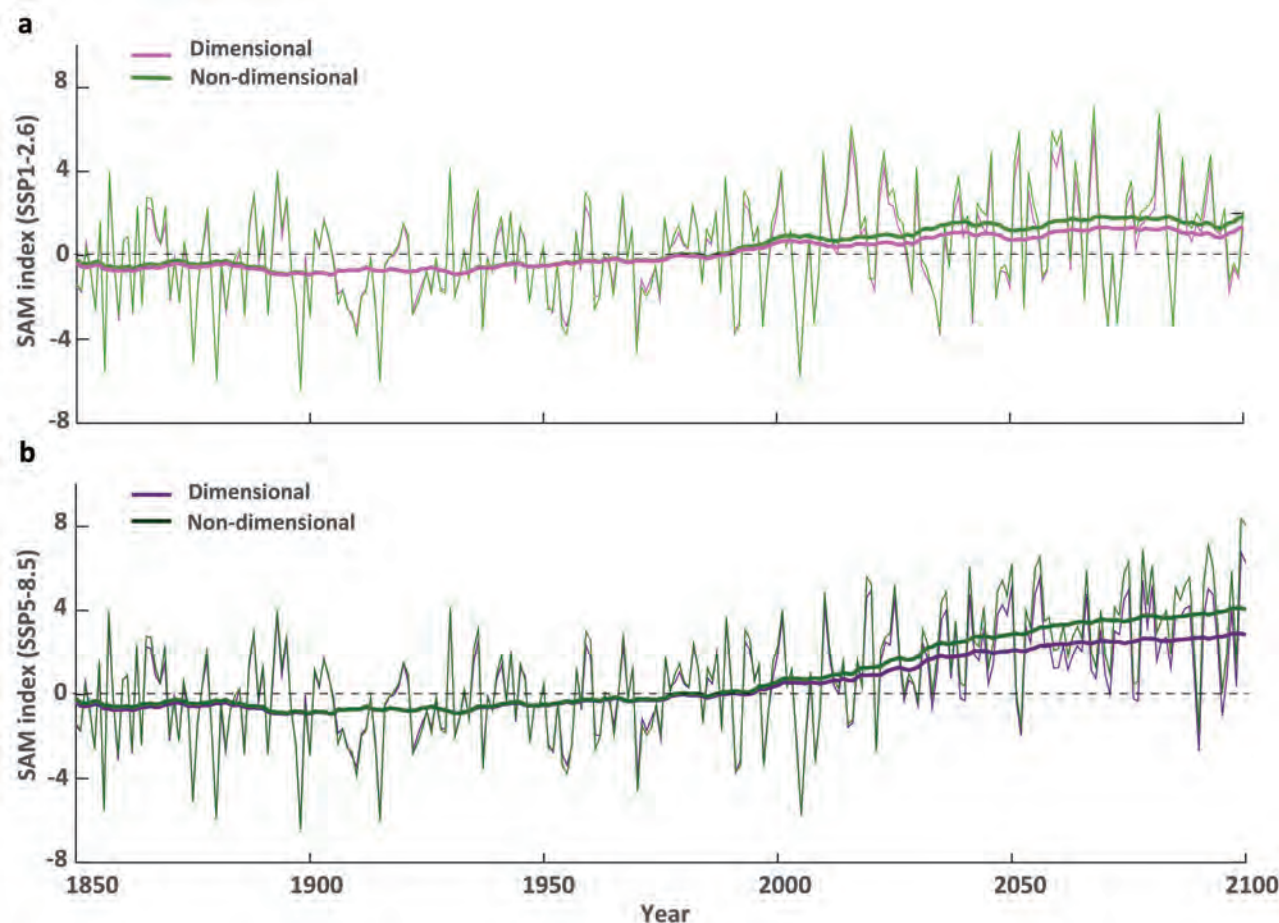 a
Dimensional
Non-dimensional
SAM index (SSP1-2.6)
8
4
0
-4
-8
b
Dimensional
Non-dimensional
SAM index (SSP5-8.5)
8
4
0
-4
-8
1850 1900 1950 2000 2050 2100
Year